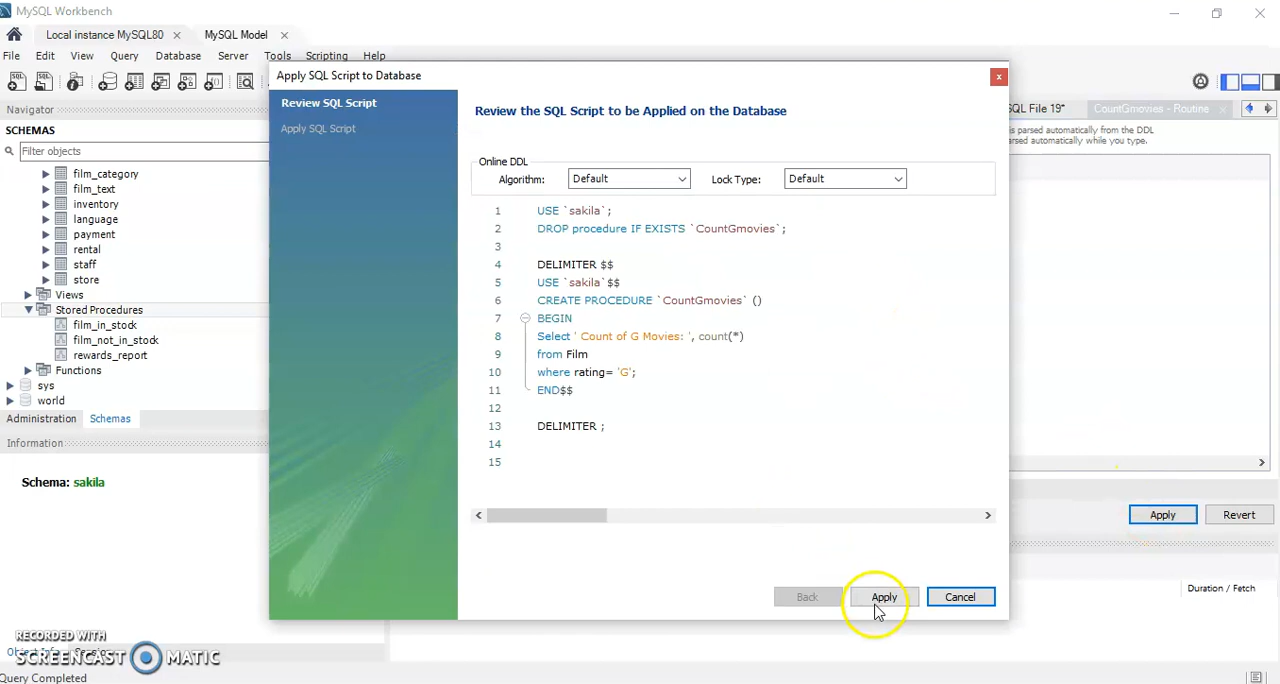 MySQL Workbench
Local instance MySQL80
MySQL Model
File Edit View Query Database Server Tools Scripting Help
Navigator
SCHEMAS
Filter objects
film_category
film_text
inventory
language
payment
rental
staff
store
Views
Stored Procedures
film_in_stock
film_not_in_stock
rewards_report
Functions
sys
world
Administration Schemas
Information
Schema: sakila
Apply SQL Script to Database
Review SQL Script
Apply SQL Script
Review the SQL Script to be Applied on the Database
Online DDL
Algorithm: Default Lock Type: Default
1 USE `sakila`;
2 DROP procedure IF EXISTS `CountGmovies`;
3
4 DELIMITER $$
5 USE `sakila`$$
6 CREATE PROCEDURE `CountGmovies` ()
7 BEGIN
8 Select ' Count of G Movies: ', count(*)
9 from Film
10 where rating= 'G';
11 END$$
12
13 DELIMITER ;
14
15
Back Apply Cancel
SQL File 19* CountGmovies - Routine
is parsed automatically from the DDL
arsed automatically while you type.
Apply Revert
Duration / Fetch
RECORDED WITH
SCREENCAST MATIC
Query Completed